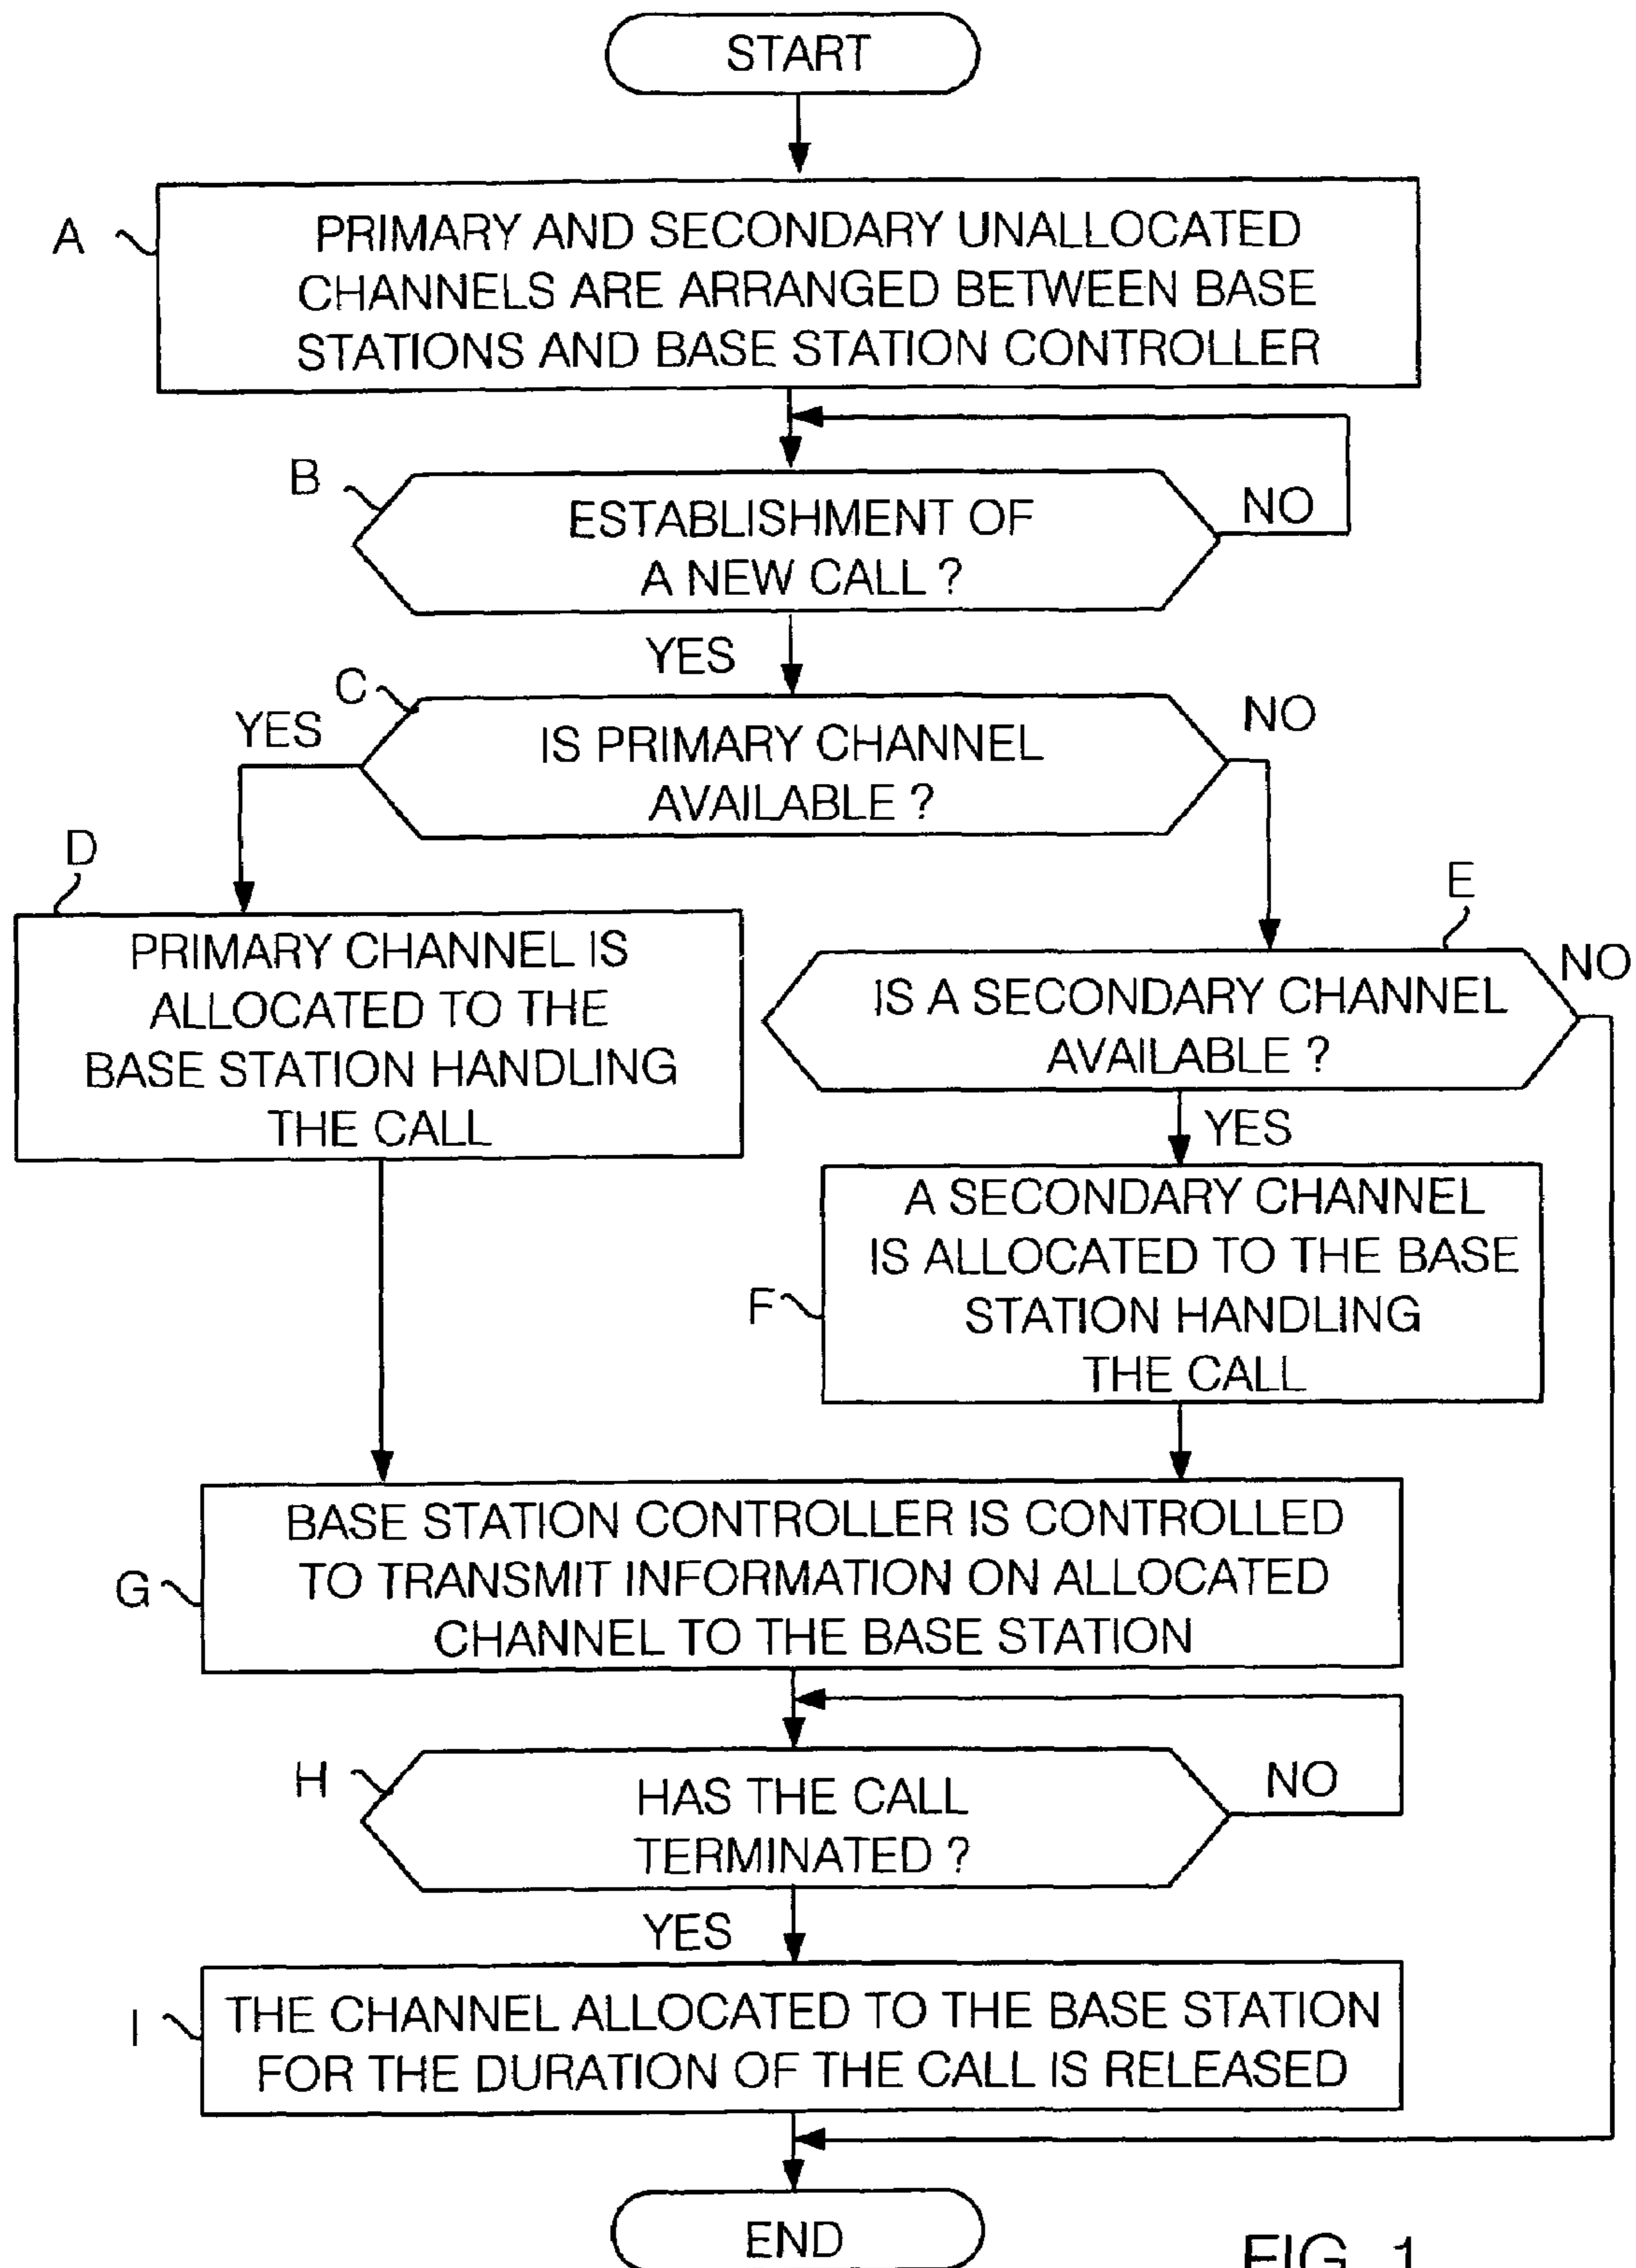 START
A
PRIMARY AND SECONDARY UNALLOCATED
CHANNELS ARE ARRANGED BETWEEN BASE
STATIONS AND BASE STATION CONTROLLER
B
ESTABLISHMENT OF
A NEW CALL ?
NO
YES
C
YES
IS PRIMARY CHANNEL
AVAILABLE ?
NO
D
PRIMARY CHANNEL IS
ALLOCATED TO THE
BASE STATION HANDLING
THE CALL
E
IS A SECONDARY CHANNEL
AVAILABLE ?
NO
YES
F
A SECONDARY CHANNEL
IS ALLOCATED TO THE BASE
STATION HANDLING
THE CALL
G
BASE STATION CONTROLLER IS CONTROLLED
TO TRANSMIT INFORMATION ON ALLOCATED
CHANNEL TO THE BASE STATION
H
HAS THE CALL
TERMINATED ?
NO
YES
I
THE CHANNEL ALLOCATED TO THE BASE STATION
FOR THE DURATION OF THE CALL IS RELEASED
END
FIG. 1